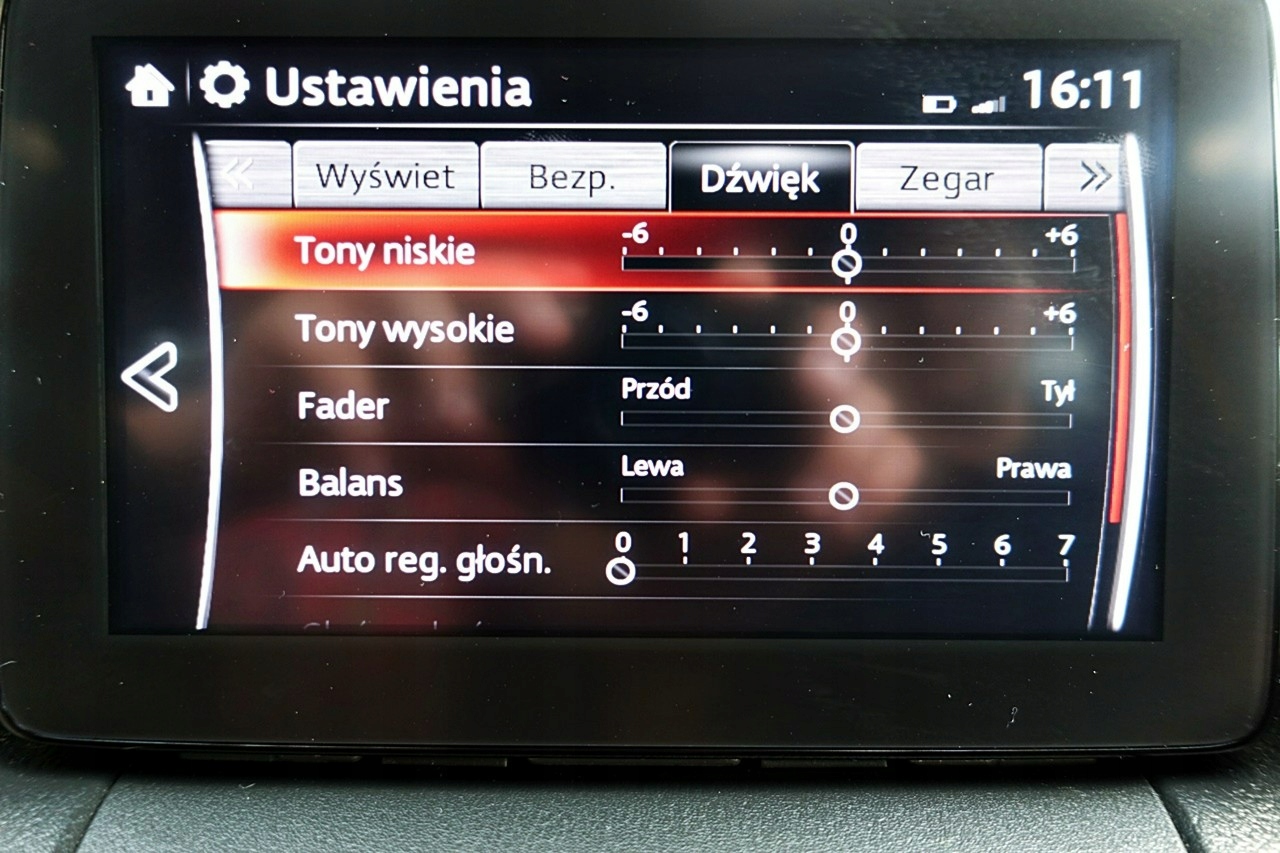 Ustawienia 16:11
« Wyświet Bezp. Dźwięk Zegar »
-6 0 +6
Tony niskie
-6 0 +6
Tony wysokie
Przód Tył
Fader
Lewa Prawa
Balans
0 1 2 3 4 5 6 7
Auto reg. głośn.